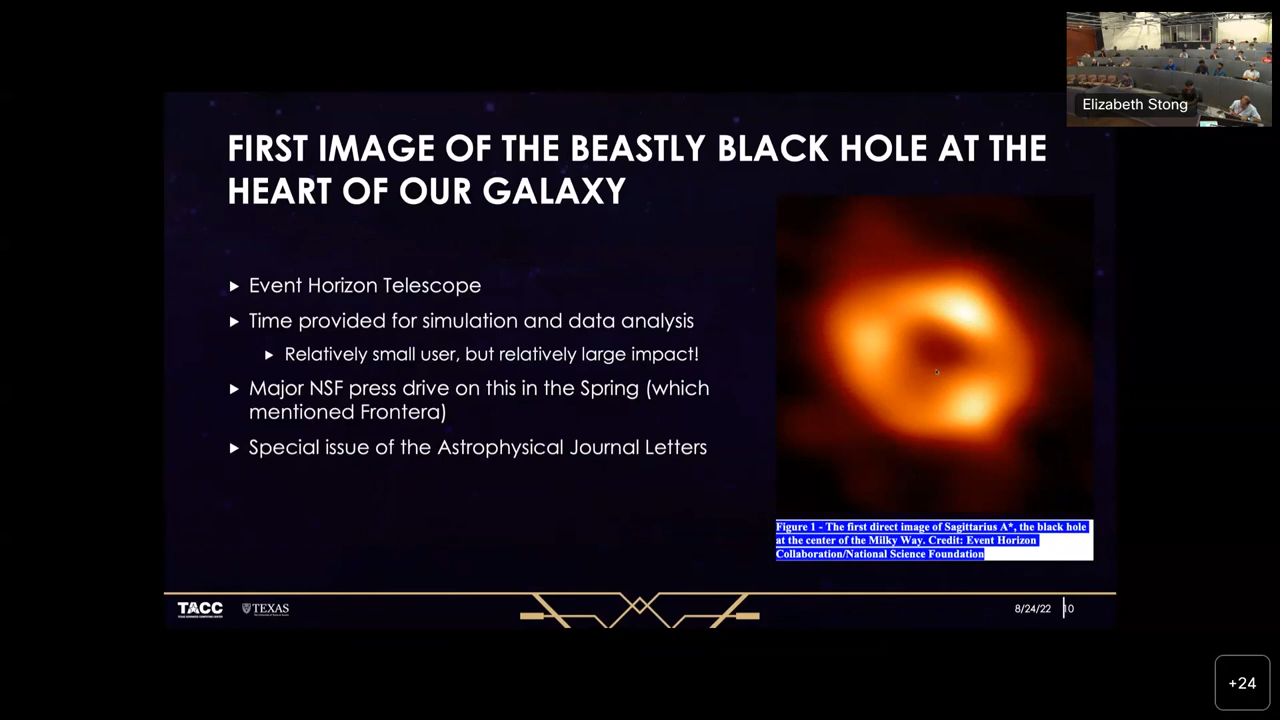 Elizabeth Stong
FIRST IMAGE OF THE BEASTLY BLACK HOLE AT THE
HEART OF OUR GALAXY
Event Horizon Telescope
Time provided for simulation and data analysis
Relatively small user, but relatively large impact!
Major NSF press drive on this in the Spring (which
mentioned Frontera)
Special issue of the Astrophysical Journal Letters
Figure 1 - The first direct image of Sagittarius A*, the black hole
at the center of the Milky Way. Credit: Event Horizon
Collaboration/National Science Foundation
TACC
TEXAS
8/24/22
10
+24